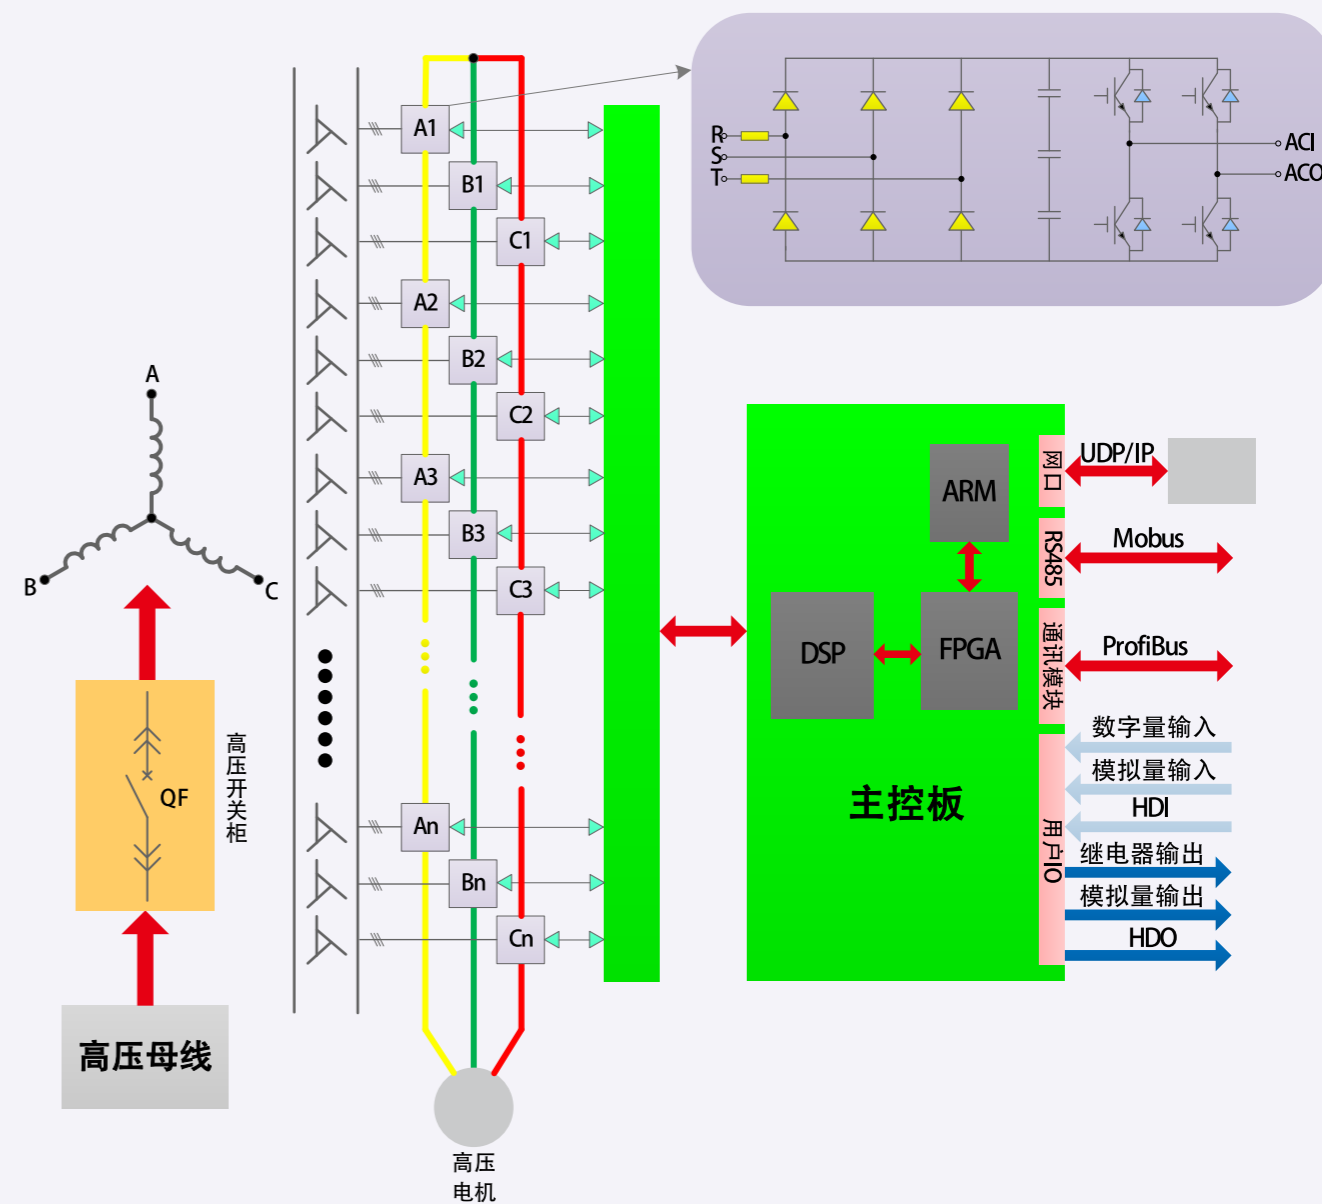 A
B
C
QF
高压开关柜
高压母线
A1
B1
C1
A2
B2
C2
A3
B3
C3
An
Bn
Cn
高压
电机
R
S
T
ACI
ACO
ARM
DSP
FPGA
主控板
网口
RS485
通讯模块
用户IO
UDP/IP
Mobus
ProfiBus
数字量输入
模拟量输入
HDI
继电器输出
模拟量输出
HDO